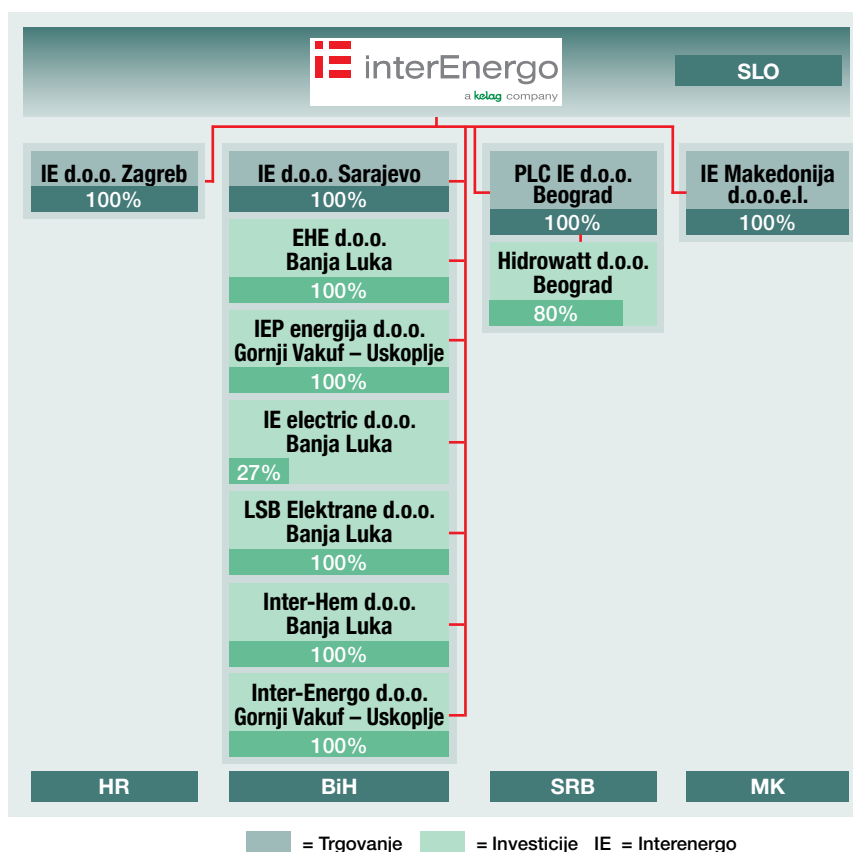 interEnergo
a kelag company
SLO
IE d.o.o. Zagreb
100%
IE d.o.o. Sarajevo
100%
EHE d.o.o.
Banja Luka
100%
IEP energija d.o.o.
Gornji Vakuf – Uskoplje
100%
IE electric d.o.o.
Banja Luka
27%
LSB Elektrane d.o.o.
Banja Luka
100%
Inter-Hem d.o.o.
Banja Luka
100%
Inter-Energo d.o.o.
Gornji Vakuf – Uskoplje
100%
PLC IE d.o.o.
Beograd
100%
Hidrowatt d.o.o.
Beograd
80%
IE Makedonija
d.o.o.e.l.
100%
HR
BiH
SRB
MK
= Trgovanje = Investicije IE = Interenergo